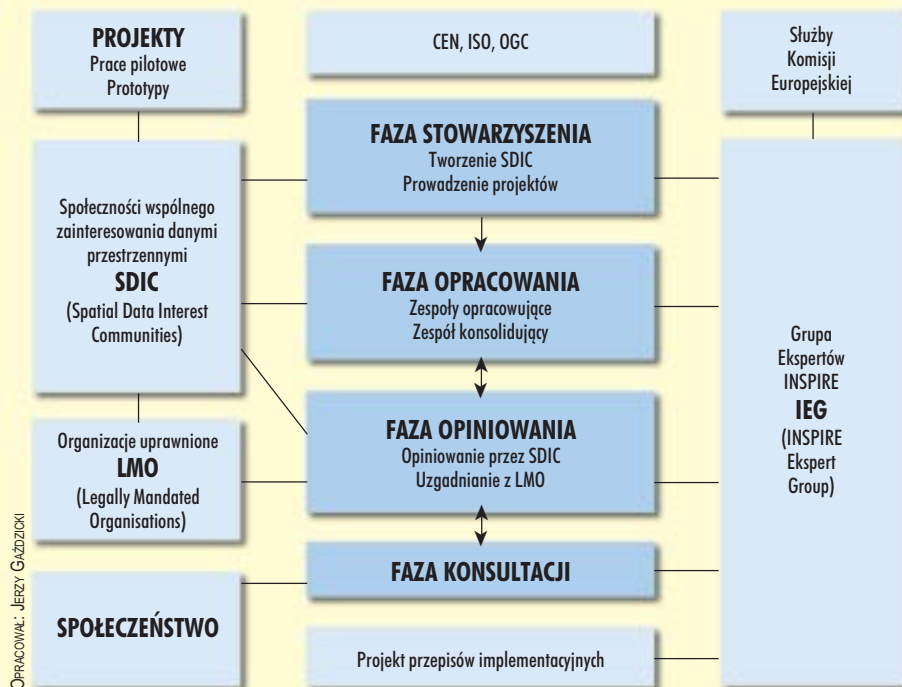 PROJEKTY
Prace pilotowe
Prototypy
CEN, ISO, OGC
Służby
Komisji
Europejskiej
FAZA STOWARZYSZENIA
Tworzenie SDIC
Prowadzenie projektów
Społeczności wspólnego
zainteresowania danymi
przestrzennymi
SDIC
(Spatial Data Interest
Communities)
FAZA OPRACOWANIA
Zespoły opracowujące
Zespół konsolidujący
Grupa
Ekspertów
INSPIRE
IEG
(INSPIRE
Ekspert
Group)
FAZA OPINIOWANIA
Opiniowanie przez SDIC
Uzgadnianie z LMO
Organizacje uprawnione
LMO
(Legally Mandated
Organisations)
FAZA KONSULTACJI
SPOŁECZEŃSTWO
Projekt przepisów implementacyjnych
OPRACOWAŁ: JERZY GAŹDZICKI